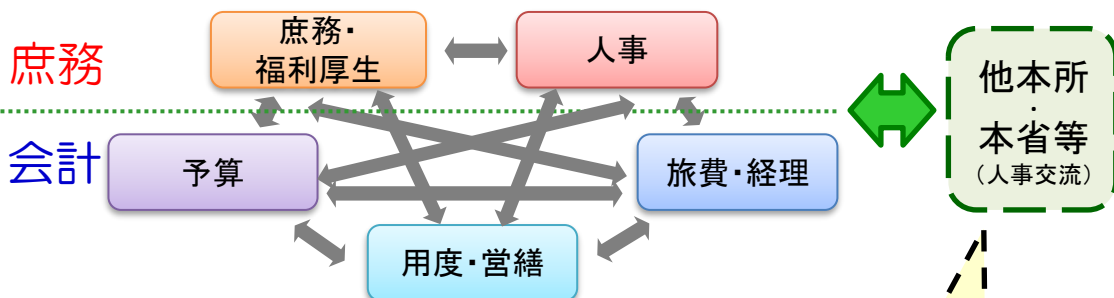 庶務
庶務・
福利厚生
人事
会計
予算
旅費・経理
用度・営繕
他本所
・
本省等
(人事交流)